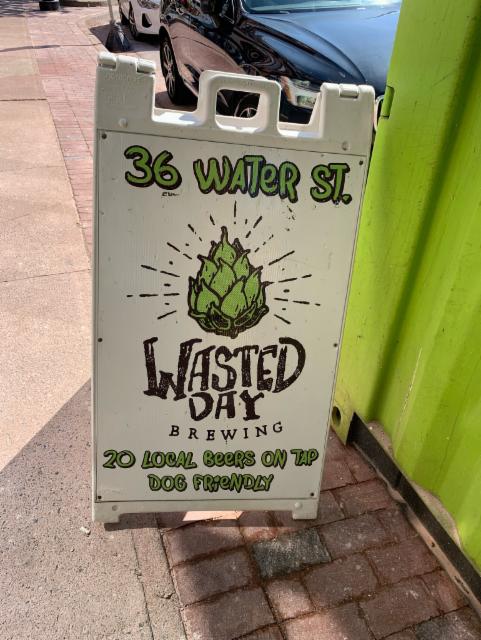 36 WATER ST.
WASTED
DAY
BREWING
20 LOCAL BEERS ON TAP
DOG FRIENDLY